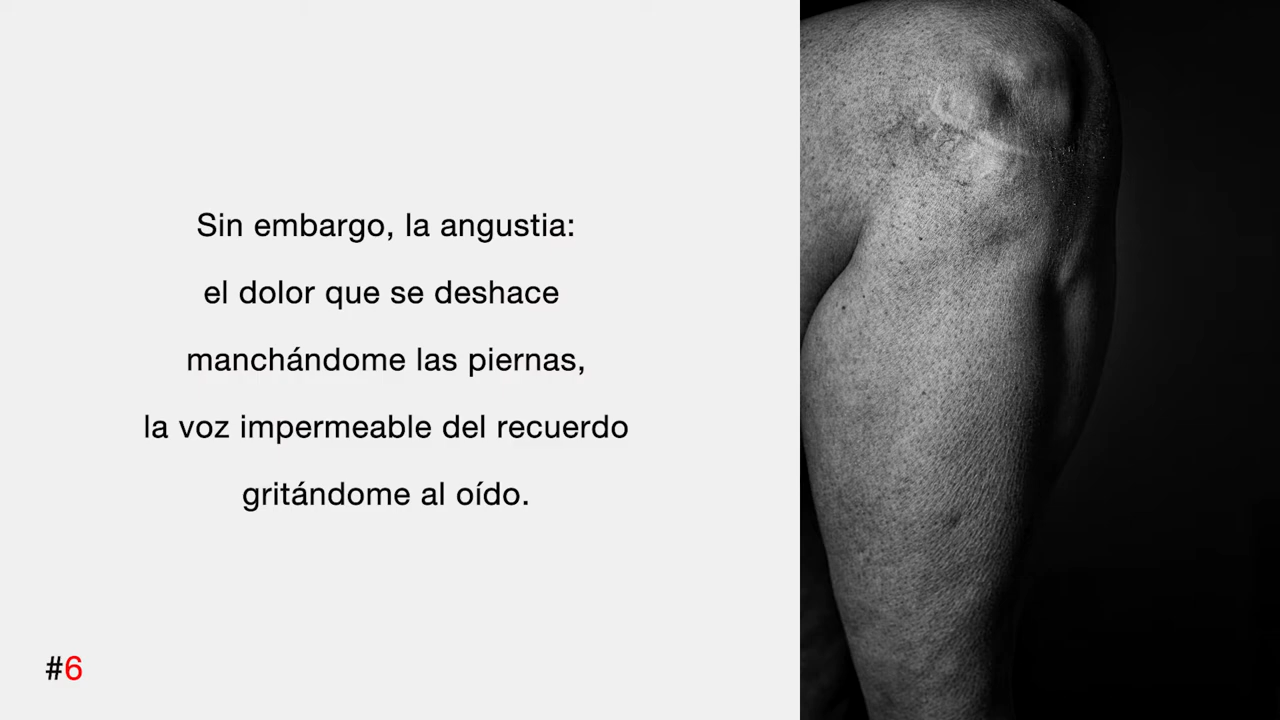 Sin embargo, la angustia:
el dolor que se deshace
manchándome las piernas,
la voz impermeable del recuerdo
gritándome al oído.
#6